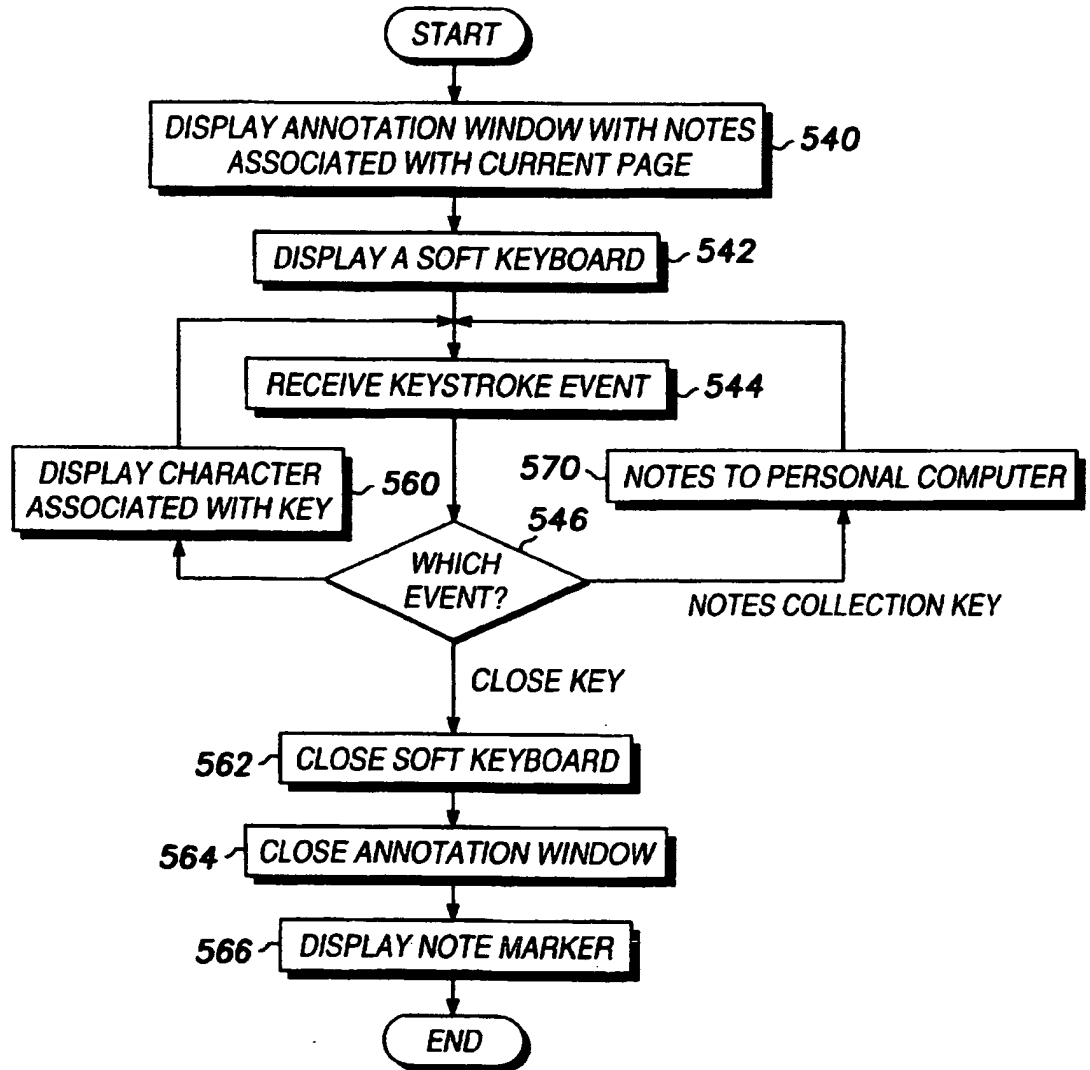 START
DISPLAY ANNOTATION WINDOW WITH NOTES
ASSOCIATED WITH CURRENT PAGE
540
DISPLAY A SOFT KEYBOARD
542
RECEIVE KEYSTROKE EVENT
544
DISPLAY CHARACTER
ASSOCIATED WITH KEY
560
570
NOTES TO PERSONAL COMPUTER
546
WHICH
EVENT?
NOTES COLLECTION KEY
CLOSE KEY
562
CLOSE SOFT KEYBOARD
564
CLOSE ANNOTATION WINDOW
566
DISPLAY NOTE MARKER
END